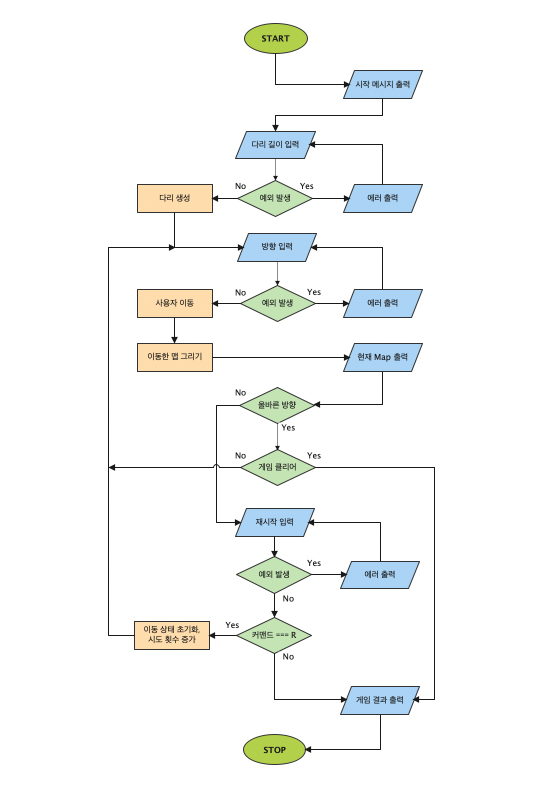 START
시작 메시지 출력
다리 길이 입력
No
Yes
다리 생성
예외 발생
에러 출력
방향 입력
No
Yes
사용자 이동
예외 발생
에러 출력
이동한 맵 그리기
현재 Map 출력
No
올바른 방향
Yes
No
Yes
게임 클리어
재시작 입력
Yes
예외 발생
에러 출력
No
이동 상태 초기화,
시도 횟수 증가
Yes
커맨드 === R
No
게임 결과 출력
STOP